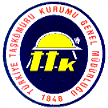 TÜRKİYE TAŞKÖMÜRÜ KURUMU GENEL MÜDÜRLÜĞÜ
TTK
1848